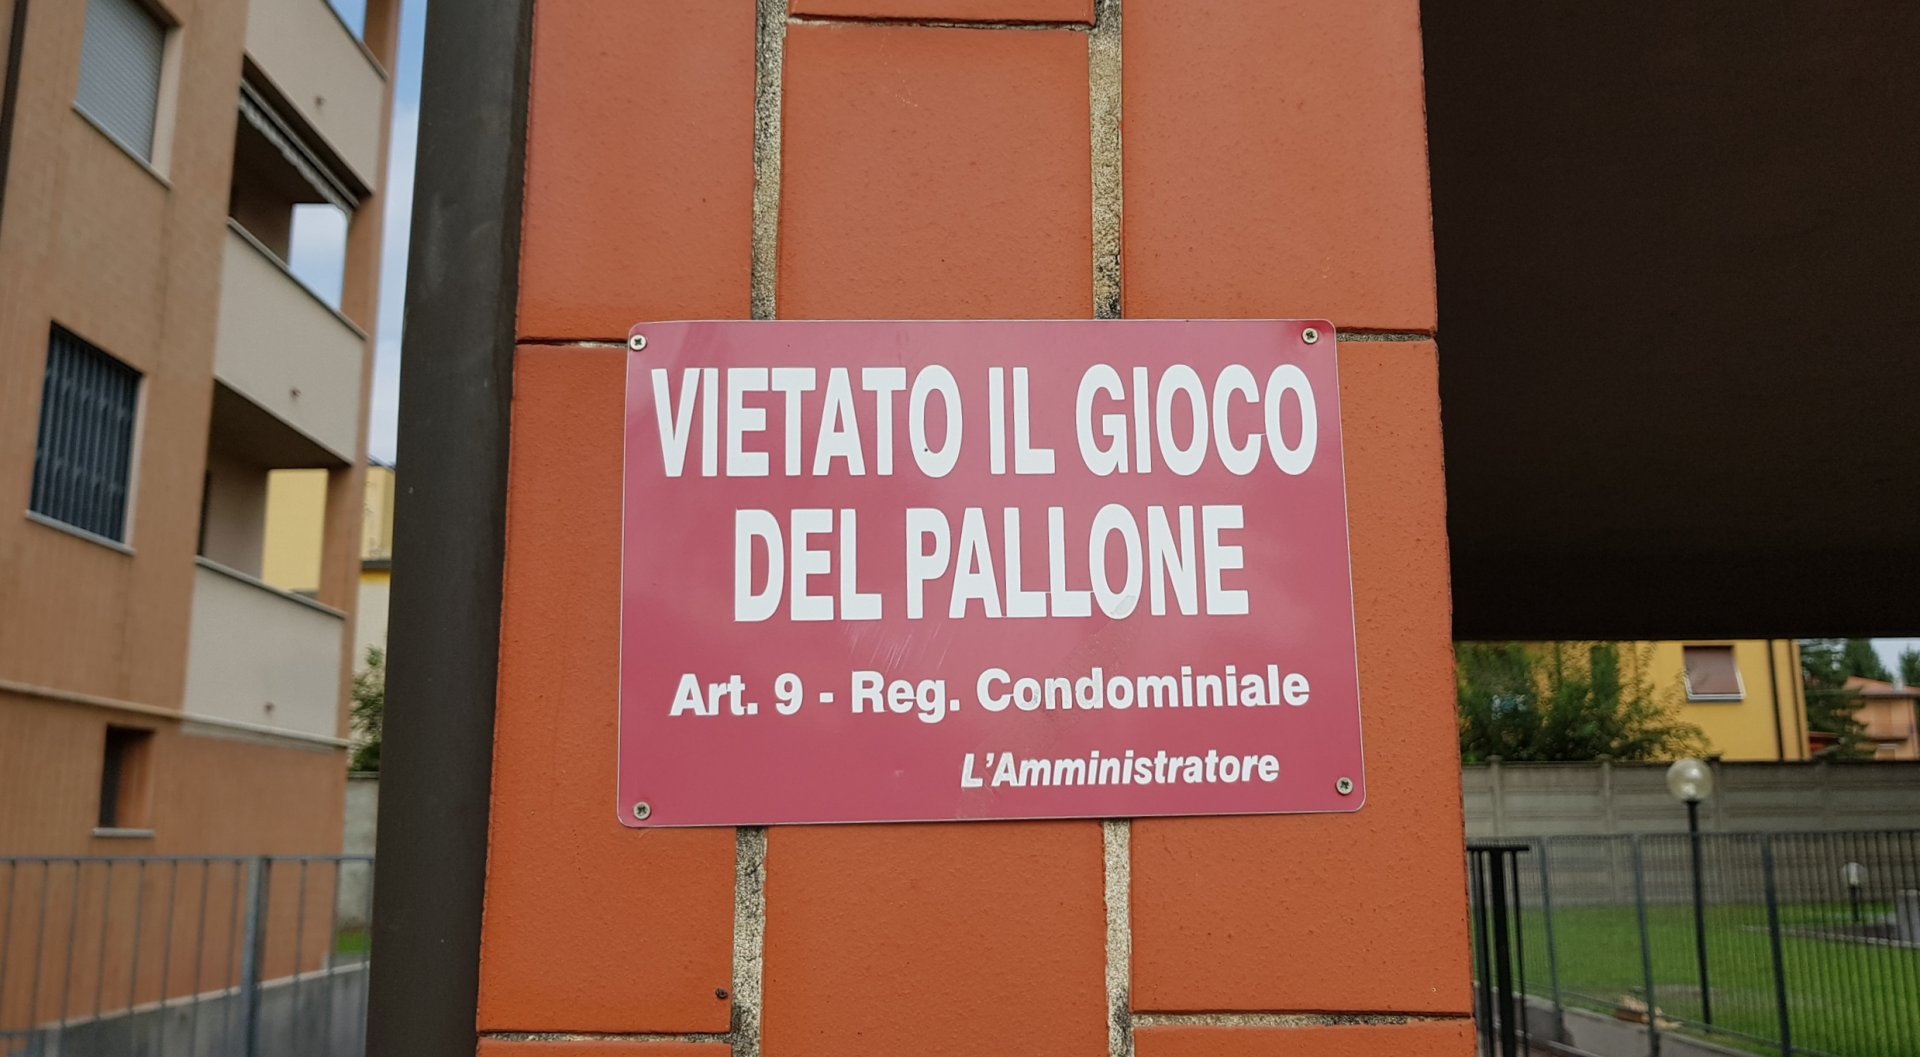 VIETATO IL GIOCO
DEL PALLONE
Art. 9 - Reg. Condominiale
L'Amministratore